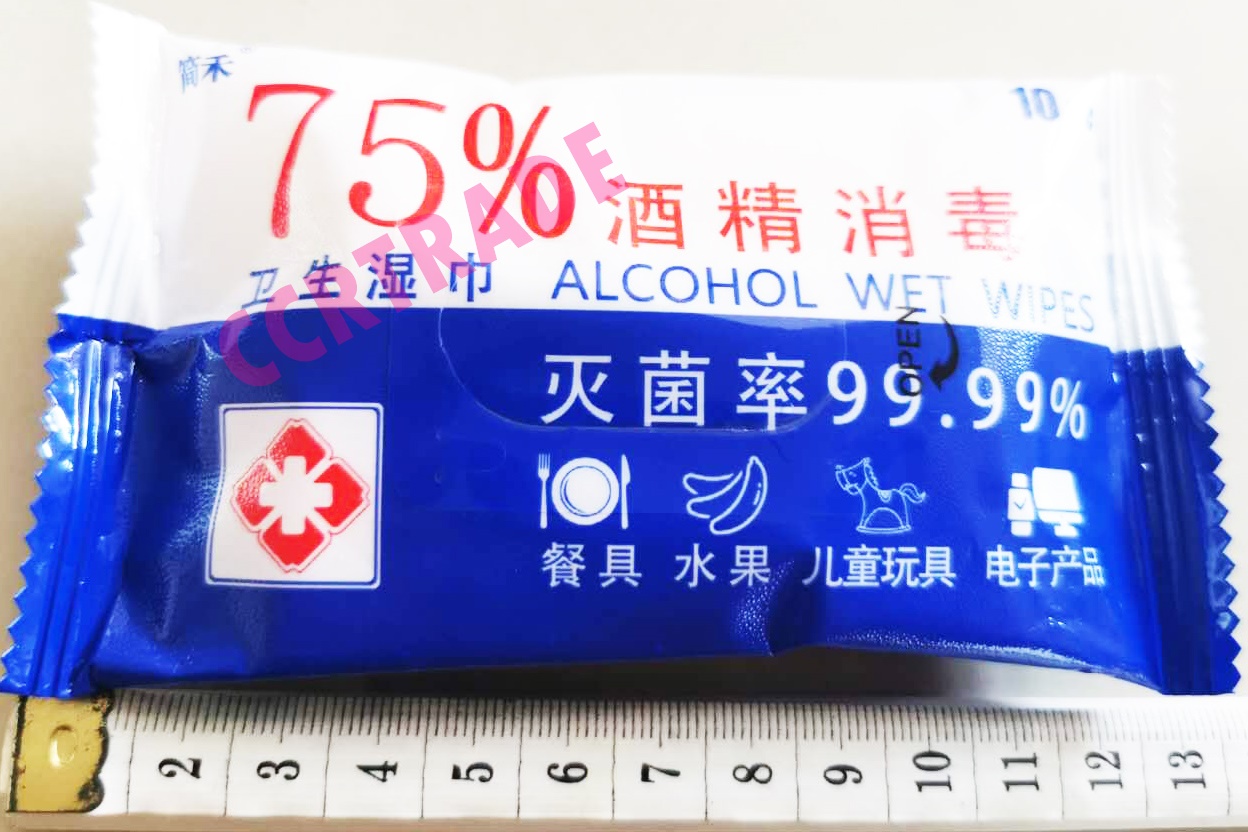 简禾
10
75%酒精消毒
CCRTRADE
卫生湿巾 ALCOHOL WET WIPES
OPEN
灭菌率99.99%
餐具 水果 儿童玩具 电子产品
2 3 4 5 6 7 8 9 10 11 12 13